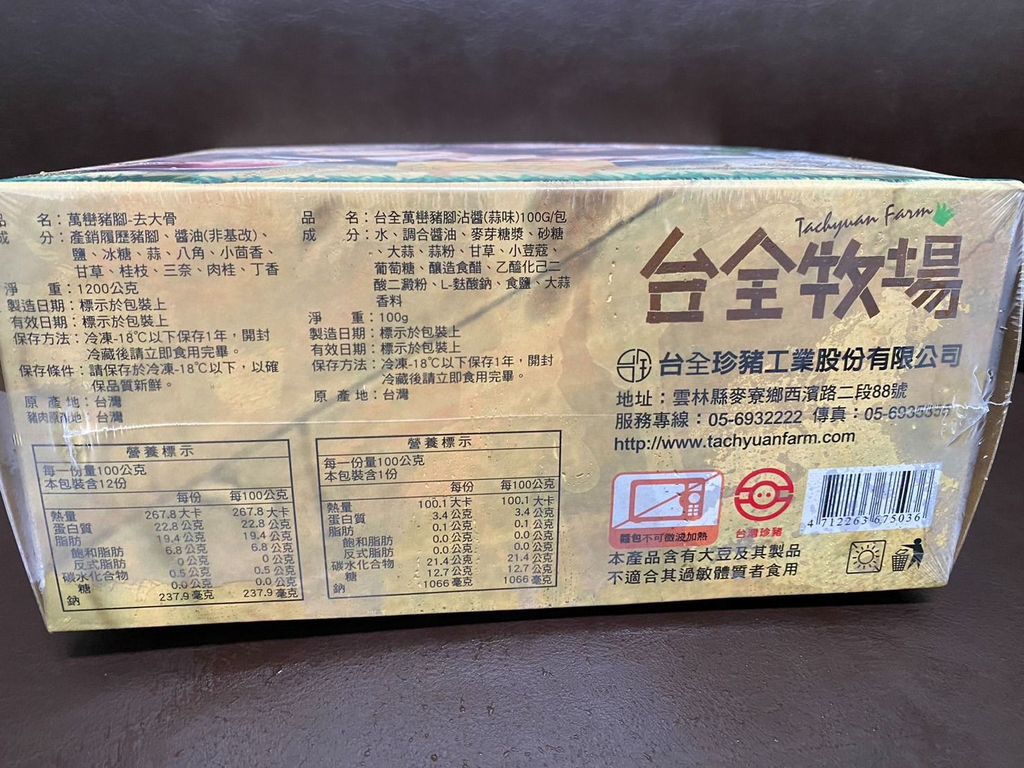 品 名：萬巒豬腳-去大骨
成 分：產銷履歷豬腳、醬油(非基改)、
鹽、冰糖、蒜、八角、小茴香、
甘草、桂枝、三奈、肉桂、丁香
淨 重：1200公克
製造日期：標示於包裝上
有效日期：標示於包裝上
保存方法：冷凍-18℃以下保存1年，開封
冷藏後請立即食用完畢。
保存條件：請保存於冷凍-18℃以下，以確
保品質新鮮。
原 產 地：台灣
豬肉原產地：台灣
營養標示
每一份量100公克
本包裝含12份
每份 每100公克
熱量 267.8大卡 267.8大卡
蛋白質 22.8公克 22.8公克
脂肪 19.4公克 19.4公克
飽和脂肪 6.8公克 6.8公克
反式脂肪 0公克 0公克
碳水化合物 0.5公克 0.5公克
糖 0.0公克 0.0公克
鈉 237.9毫克 237.9毫克
品 名：台全萬巒豬腳沾醬(蒜味)100G/包
成 分：水、調合醬油、麥芽糖漿、砂糖
、大蒜、蒜粉、甘草、小荳蔻、
葡萄糖、釀造食醋、乙醯化己二
酸二澱粉、L-麩酸鈉、食鹽、大蒜
香料
淨 重：100g
製造日期：標示於包裝上
有效日期：標示於包裝上
保存方法：冷凍-18℃以下保存1年，開封
冷藏後請立即食用完畢。
原 產 地：台灣
營養標示
每一份量100公克
本包裝含1份
每份 每100公克
熱量 100.1大卡 100.1大卡
蛋白質 3.4公克 3.4公克
脂肪 0.1公克 0.1公克
飽和脂肪 0.0公克 0.0公克
反式脂肪 0.0公克 0.0公克
碳水化合物 21.4公克 21.4公克
糖 12.7公克 12.7公克
鈉 1066毫克 1066毫克
Tachyuan Farm
台全牧場
台全珍豬工業股份有限公司
地址：雲林縣麥寮鄉西濱路二段88號
服務專線：05-6932222 傳真：
http://www.tachyuanfarm.com
鋁包不可微波加熱
台灣珍豬
4 712263 675036
本產品含有大豆及其製品
不適合其過敏體質者食用